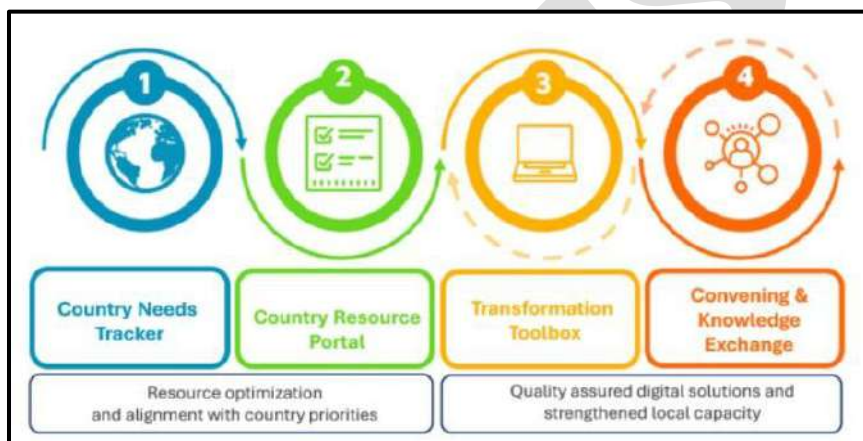 1
2
3
4
Country Needs
Tracker
Country Resource
Portal
Transformation
Toolbox
Convening &
Knowledge
Exchange
Resource optimization
and alignment with country priorities
Quality assured digital solutions and
strengthened local capacity